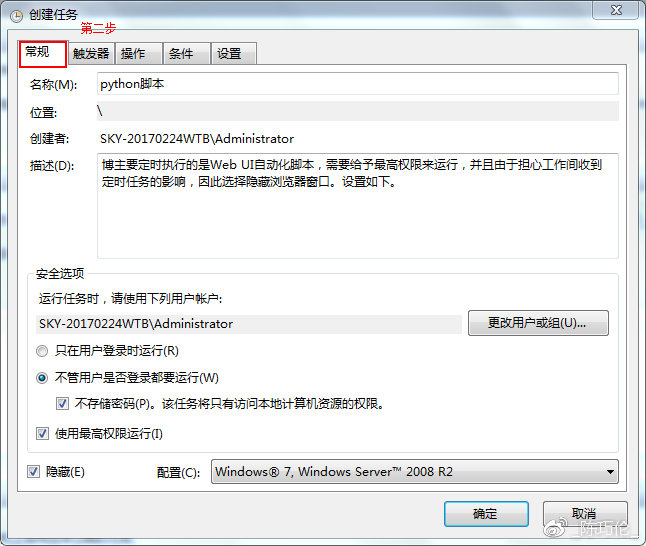 创建任务
第二步
常规 触发器 操作 条件 设置
名称(M): python脚本
位置: \
创建者: SKY-20170224WTB\Administrator
描述(D): 博主要定时执行的是Web UI自动化脚本，需要给予最高权限来运行，并且由于担心工作间收到
定时任务的影响，因此选择隐藏浏览器窗口。设置如下。
安全选项
运行任务时，请使用下列用户帐户:
SKY-20170224WTB\Administrator 更改用户或组(U)...
只在用户登录时运行(R)
不管用户是否登录都要运行(W)
不存储密码(P)。该任务将只有访问本地计算机资源的权限。
使用最高权限运行(I)
隐藏(E) 配置(C): Windows® 7, Windows Server™ 2008 R2
确定 取消
_陈巧伦_